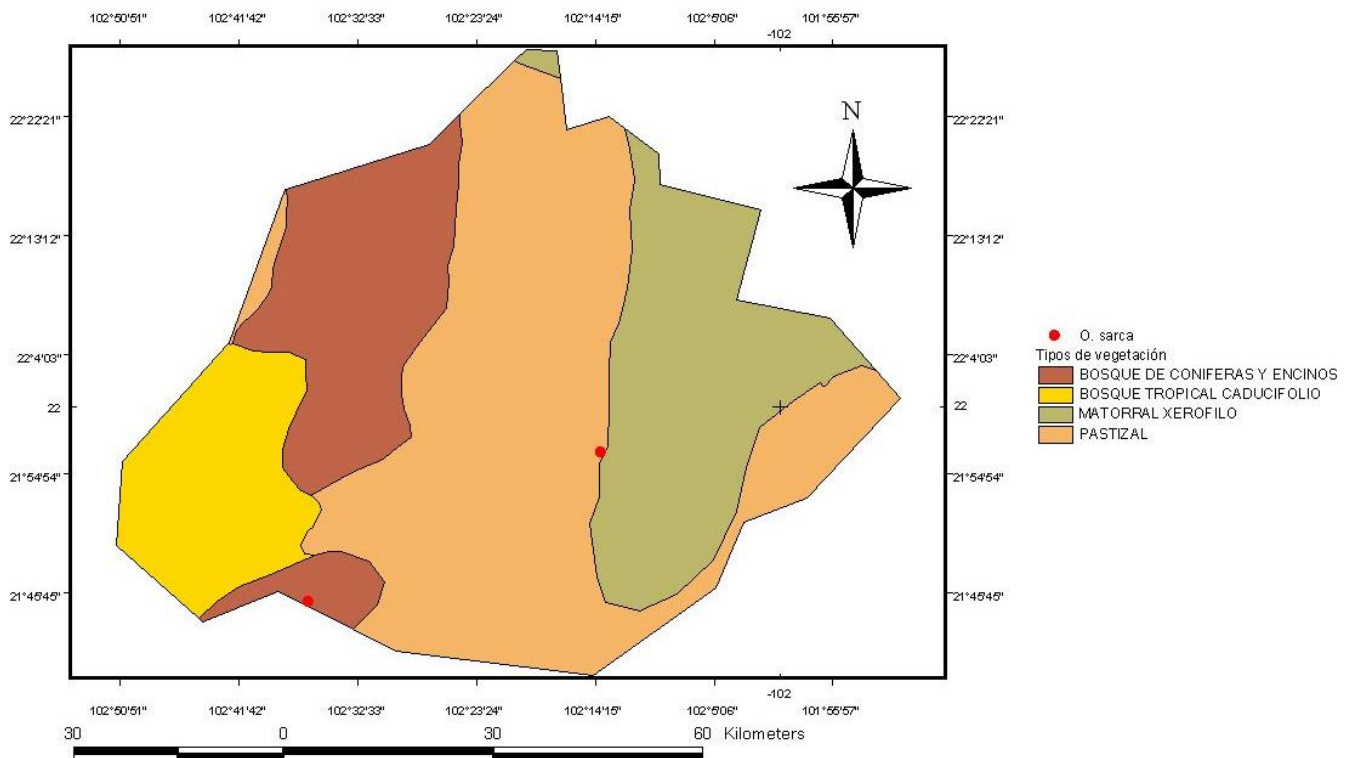 102°50'51" 102°41'42" 102°32'33" 102°23'24" 102°14'15" 102°5'06" 101°55'57"
-102
N
22°22'21" 22°22'21"
22°13'12" 22°13'12"
22°4'03" 22°4'03"
22 22
21°54'54" 21°54'54"
21°45'45" 21°45'45"
O. sarca
Tipos de vegetación
BOSQUE DE CONIFERAS Y ENCINOS
BOSQUE TROPICAL CADUCIFOLIO
MATORRAL XEROFILO
PASTIZAL
-102
102°50'51" 102°41'42" 102°32'33" 102°23'24" 102°14'15" 102°5'06" 101°55'57"
30 0 30 60 Kilometers